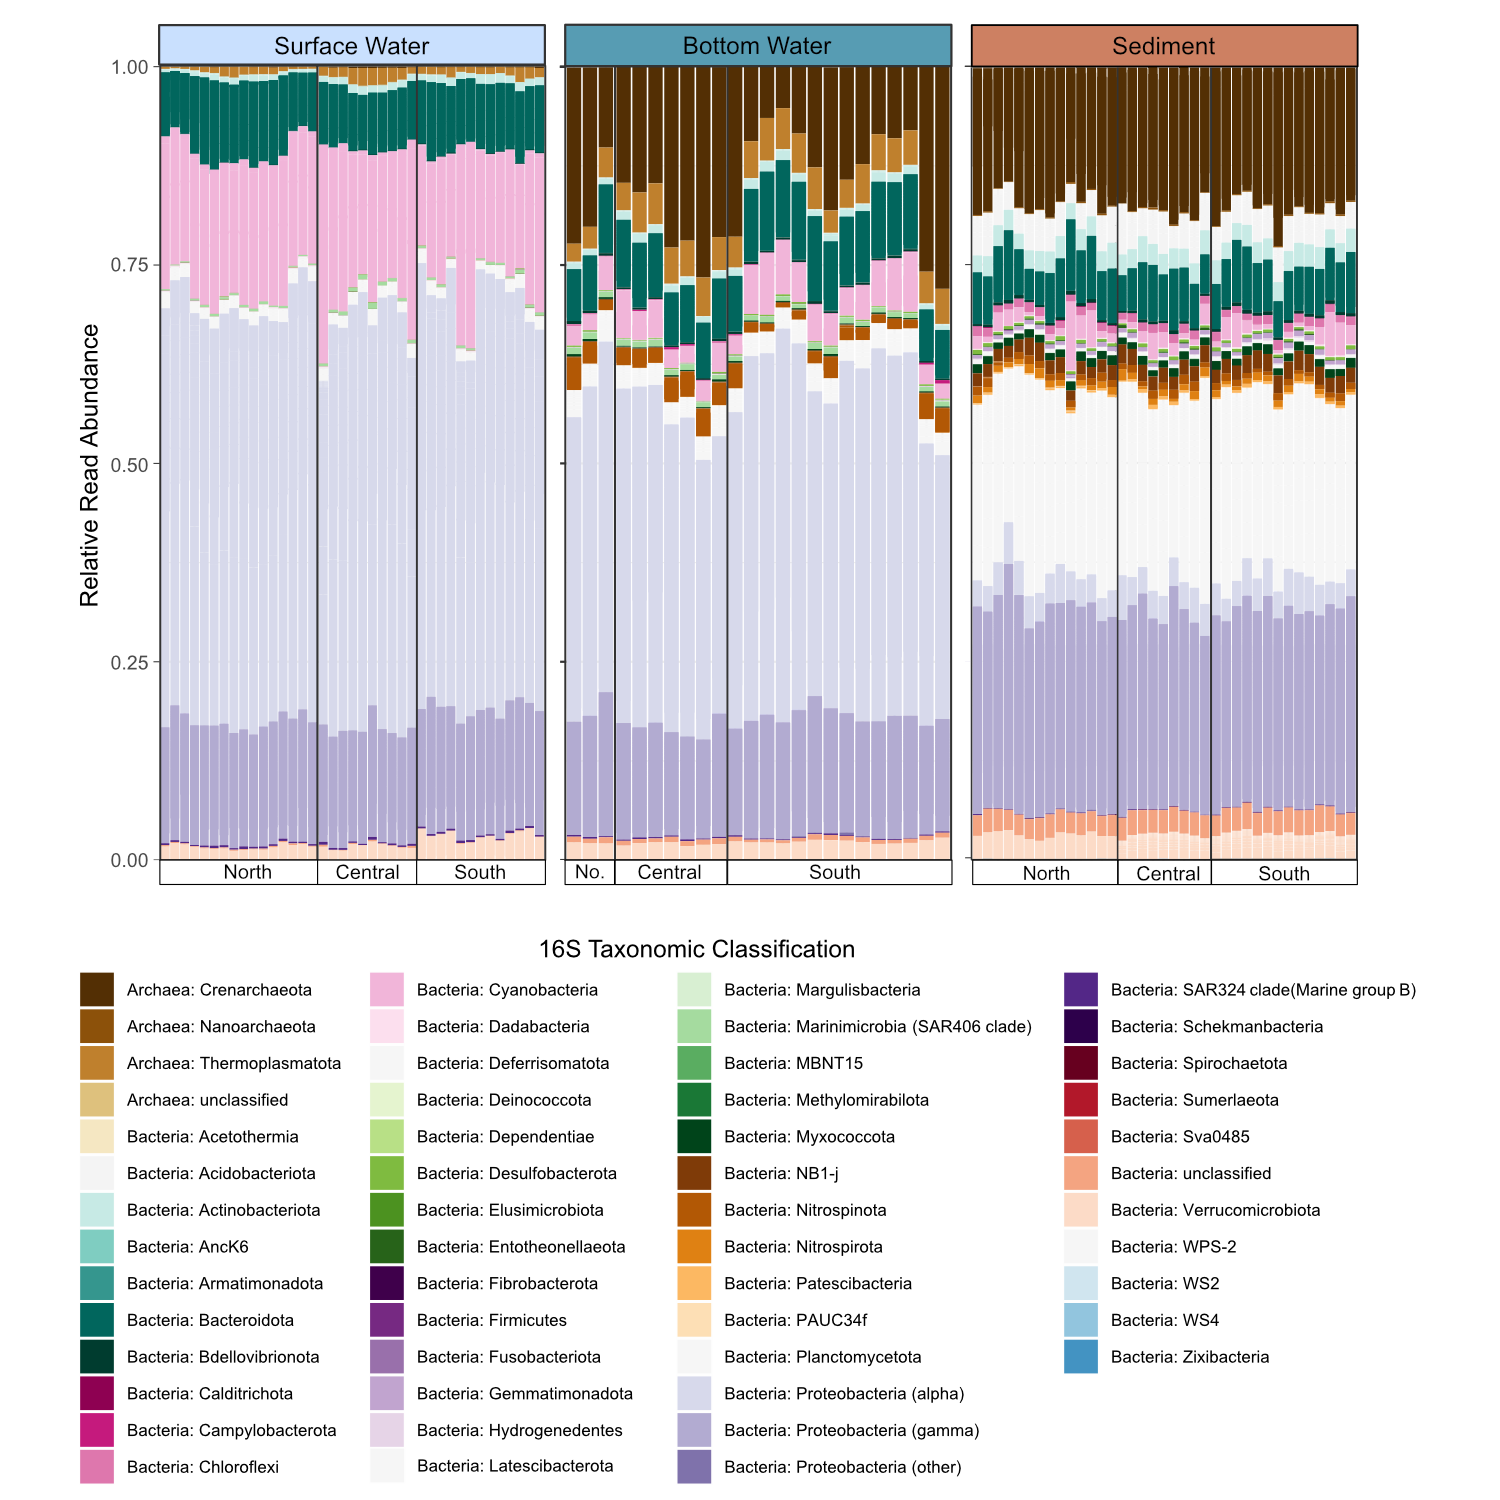 Surface Water
Bottom Water
Sediment
Relative Read Abundance
1.00
0.75
0.50
0.25
0.00
North
Central
South
No.
Central
South
North
Central
South
16S Taxonomic Classification
Archaea: Crenarchaeota
Archaea: Nanoarchaeota
Archaea: Thermoplasmatota
Archaea: unclassified
Bacteria: Acetothermia
Bacteria: Acidobacteriota
Bacteria: Actinobacteriota
Bacteria: AncK6
Bacteria: Armatimonadota
Bacteria: Bacteroidota
Bacteria: Bdellovibrionota
Bacteria: Calditrichota
Bacteria: Campylobacterota
Bacteria: Chloroflexi
Bacteria: Cyanobacteria
Bacteria: Dadabacteria
Bacteria: Deferrisomatota
Bacteria: Deinococcota
Bacteria: Dependentiae
Bacteria: Desulfobacterota
Bacteria: Elusimicrobiota
Bacteria: Entotheonellaeota
Bacteria: Fibrobacterota
Bacteria: Firmicutes
Bacteria: Fusobacteriota
Bacteria: Gemmatimonadota
Bacteria: Hydrogenedentes
Bacteria: Latescibacterota
Bacteria: Margulisbacteria
Bacteria: Marinimicrobia (SAR406 clade)
Bacteria: MBNT15
Bacteria: Methylomirabilota
Bacteria: Myxococcota
Bacteria: NB1-j
Bacteria: Nitrospinota
Bacteria: Nitrospirota
Bacteria: Patescibacteria
Bacteria: PAUC34f
Bacteria: Planctomycetota
Bacteria: Proteobacteria (alpha)
Bacteria: Proteobacteria (gamma)
Bacteria: Proteobacteria (other)
Bacteria: SAR324 clade(Marine group B)
Bacteria: Schekmanbacteria
Bacteria: Spirochaetota
Bacteria: Sumerlaeota
Bacteria: Sva0485
Bacteria: unclassified
Bacteria: Verrucomicrobiota
Bacteria: WPS-2
Bacteria: WS2
Bacteria: WS4
Bacteria: Zixibacteria